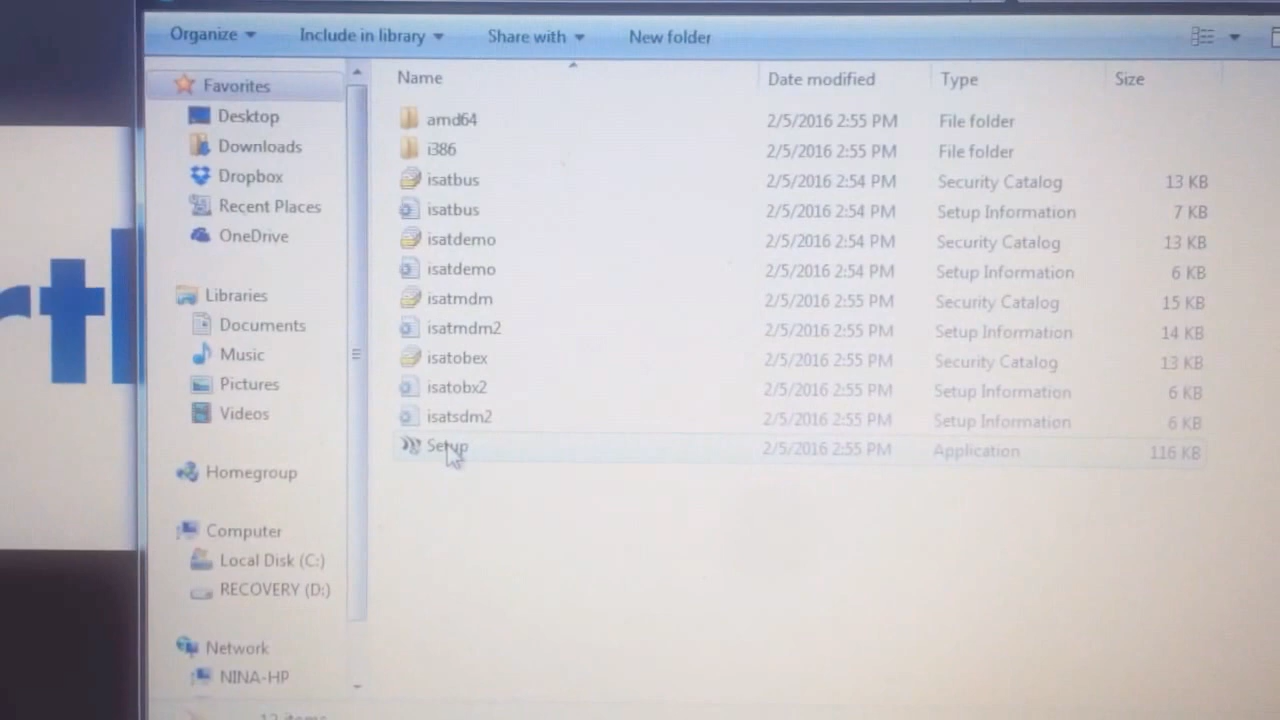 Organize Include in library Share with New folder
Name Date modified Type Size
Favorites
Desktop
Downloads
Dropbox
Recent Places
OneDrive
Libraries
Documents
Music
Pictures
Videos
Homegroup
Computer
Local Disk (C:)
RECOVERY (D:)
Network
NINA-HP
amd64 2/5/2016 2:55 PM File folder
i386 2/5/2016 2:55 PM File folder
isatbus 2/5/2016 2:54 PM Security Catalog 13 KB
isatbus 2/5/2016 2:54 PM Setup Information 7 KB
isatdemo 2/5/2016 2:54 PM Security Catalog 13 KB
isatdemo 2/5/2016 2:54 PM Setup Information 6 KB
isatmdm 2/5/2016 2:55 PM Security Catalog 15 KB
isatmdm2 2/5/2016 2:55 PM Setup Information 14 KB
isatobex 2/5/2016 2:55 PM Security Catalog 13 KB
isatobx2 2/5/2016 2:55 PM Setup Information 6 KB
isatsdm2 2/5/2016 2:55 PM Setup Information 6 KB
Setup 2/5/2016 2:55 PM Application 116 KB
12 items